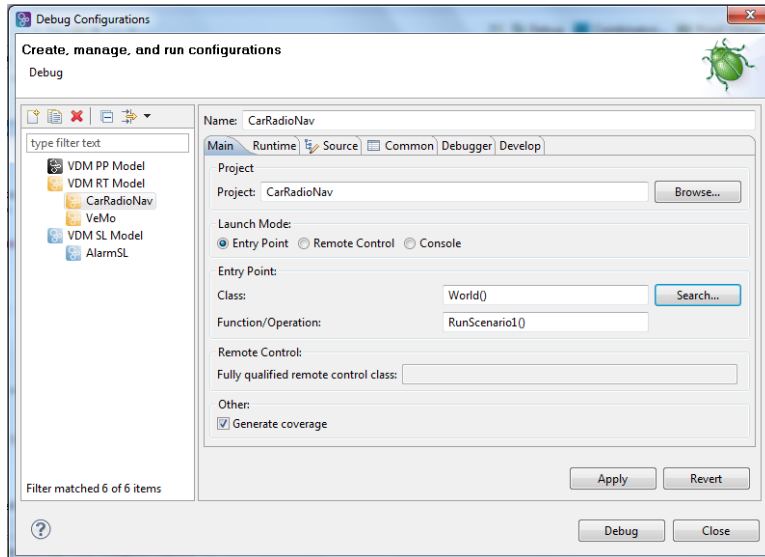 Debug Configurations
Create, manage, and run configurations
Debug
type filter text
VDM PP Model
VDM RT Model
CarRadioNav
VeMo
VDM SL Model
AlarmSL
Filter matched 6 of 6 items
Name: CarRadioNav
Main Runtime Source Common Debugger Develop
Project
Project: CarRadioNav Browse...
Launch Mode:
Entry Point Remote Control Console
Entry Point:
Class: World() Search...
Function/Operation: RunScenario1()
Remote Control:
Fully qualified remote control class:
Other:
Generate coverage
Apply Revert
? Debug Close